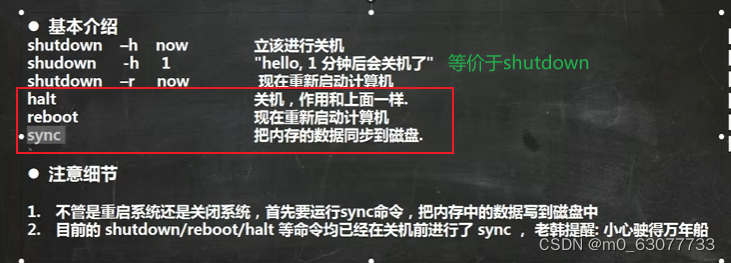 ● 基本介绍
shutdown –h now 立该进行关机
shudown -h 1 "hello, 1 分钟后会关机了" 等价于shutdown
shutdown –r now 现在重新启动计算机
halt 关机，作用和上面一样.
reboot 现在重新启动计算机
sync 把内存的数据同步到磁盘.
● 注意细节
1. 不管是重启系统还是关闭系统，首先要运行sync命令，把内存中的数据写到磁盘中
2. 目前的 shutdown/reboot/halt 等命令均已经在关机前进行了 sync ， 老韩提醒: 小心驶得万年船
CSDN @m0_63077733